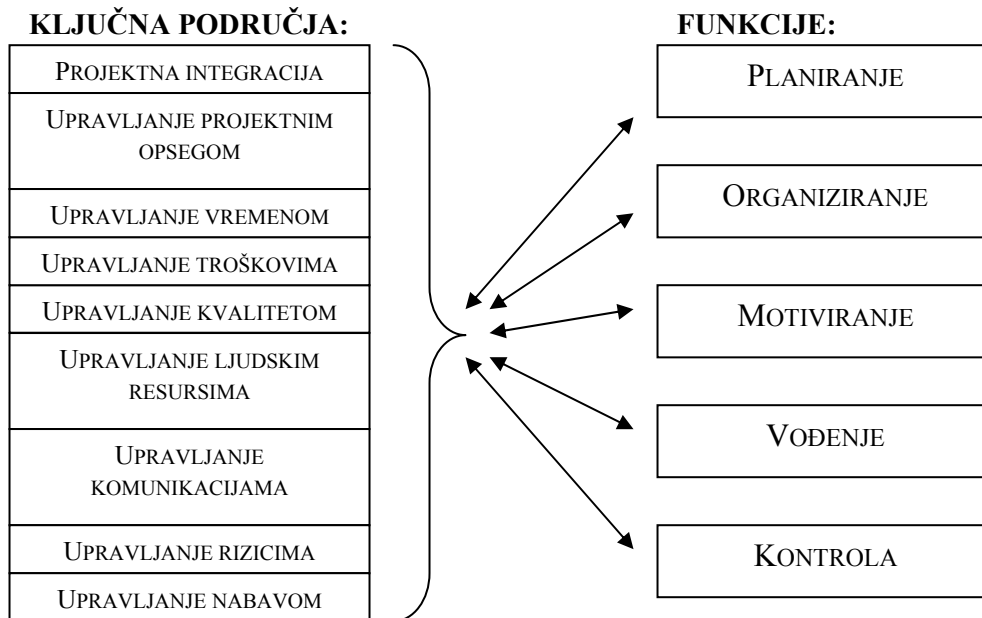 KLJUČNA PODRUČJA:
PROJEKTNA INTEGRACIJA
UPRAVLJANJE PROJEKTNIM
OPSEGOM
UPRAVLJANJE VREMENOM
UPRAVLJANJE TROŠKOVIMA
UPRAVLJANJE KVALITETOM
UPRAVLJANJE LJUDSKIM
RESURSIMA
UPRAVLJANJE
KOMUNIKACIJAMA
UPRAVLJANJE RIZICIMA
UPRAVLJANJE NABAVOM
FUNKCIJE:
PLANIRANJE
ORGANIZIRANJE
MOTIVIRANJE
VOĐENJE
KONTROLA